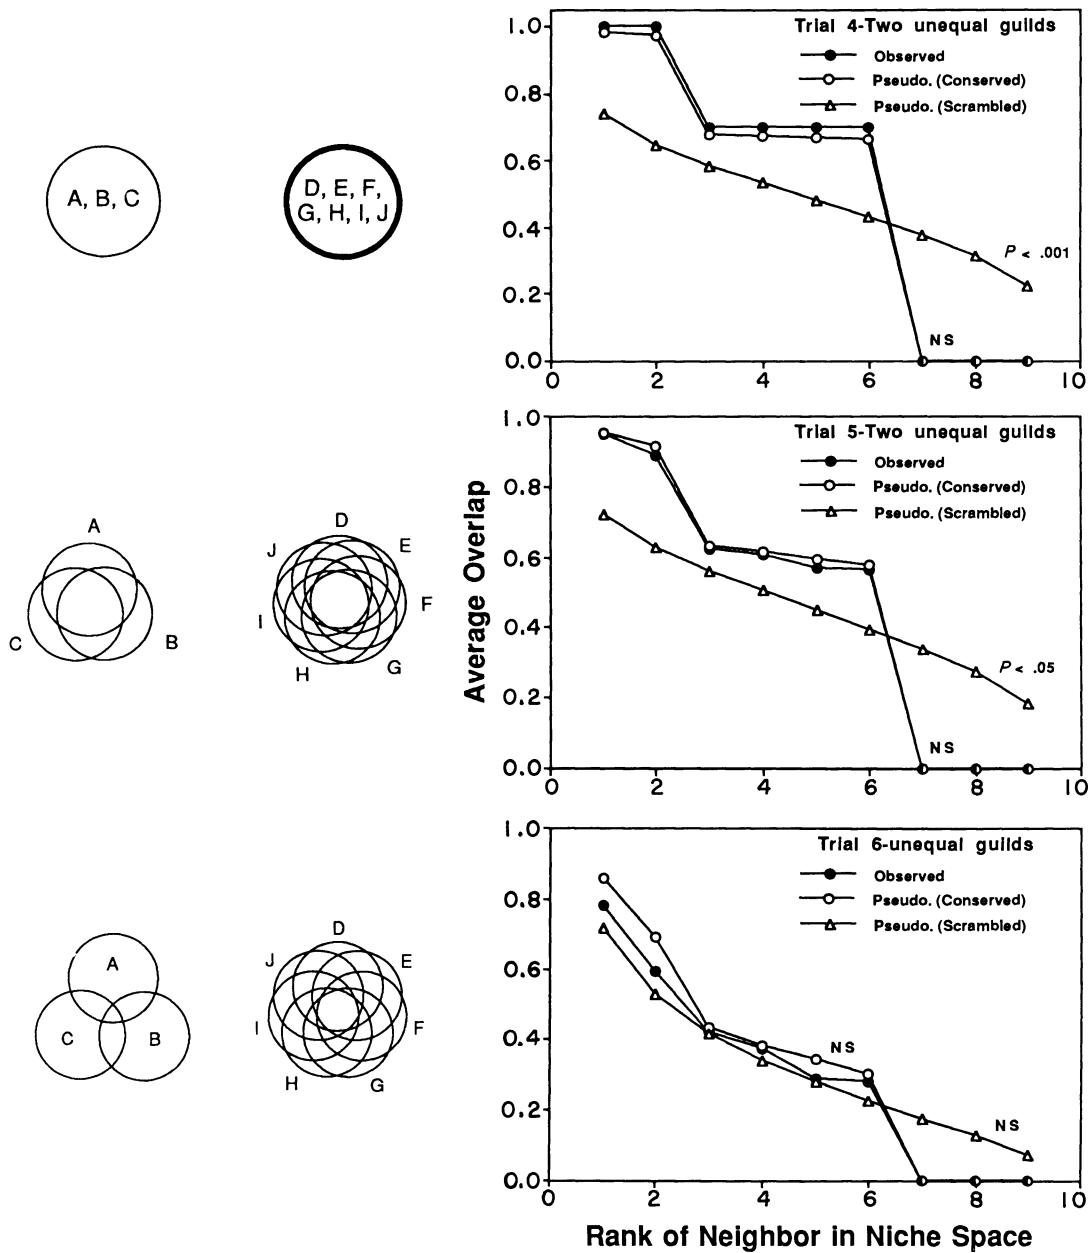 A, B, C
D, E, F,
G, H, I, J
1.0
0.8
0.6
0.4
0.2
0.0
Trial 4-Two unequal guilds
Observed
Pseudo. (Conserved)
Pseudo. (Scrambled)
P < .001
NS
0 2 4 6 8 10
A
C
B
D
J
E
I
F
H
G
Average Overlap
1.0
0.8
0.6
0.4
0.2
0.0
Trial 5-Two unequal guilds
Observed
Pseudo. (Conserved)
Pseudo. (Scrambled)
P < .05
NS
0 2 4 6 8 10
A
C
B
D
J
E
I
F
H
G
1.0
0.8
0.6
0.4
0.2
0.0
Trial 6-unequal guilds
Observed
Pseudo. (Conserved)
Pseudo. (Scrambled)
NS
NS
0 2 4 6 8 10
Rank of Neighbor in Niche Space